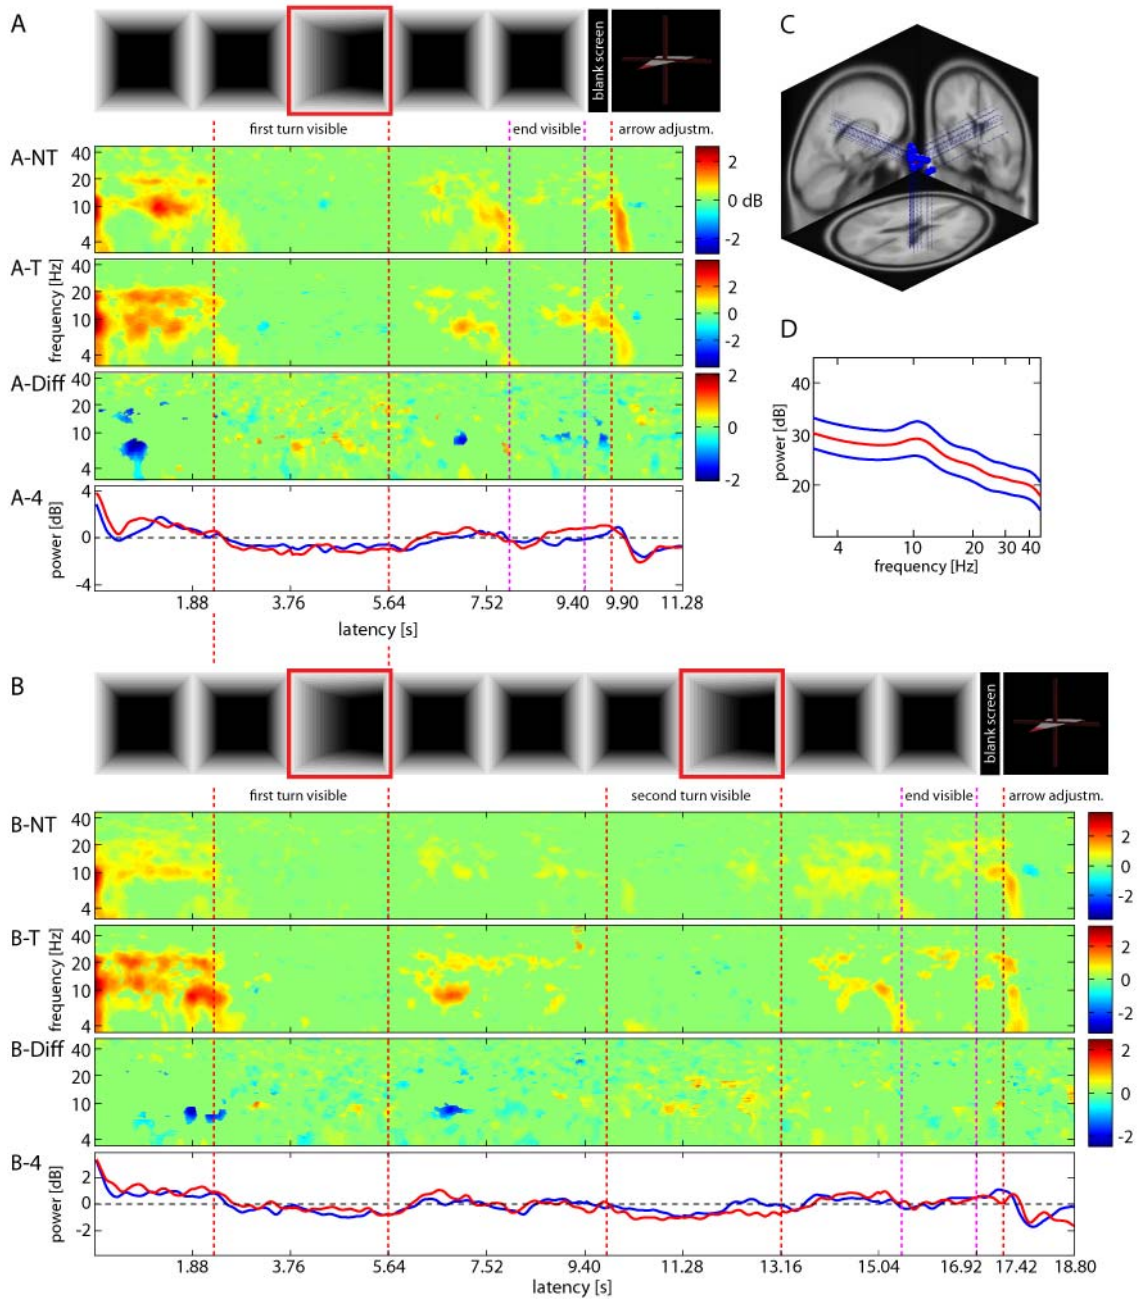 A
C
blank screen
first turn visible
end visible
arrow adjustm.
A-NT
40
20
10
4
2
0 dB
-2
A-T
frequency [Hz]
40
20
10
4
2
0
-2
D
A-Diff
40
20
10
4
2
0
-2
power [dB]
40
30
20
4
10
20
30
40
frequency [Hz]
A-4
power [dB]
4
0
-4
1.88
3.76
5.64
7.52
9.40
9.90
11.28
latency [s]
B
blank screen
first turn visible
second turn visible
end visible
arrow adjustm.
B-NT
40
20
10
4
2
0
-2
B-T
frequency [Hz]
40
20
10
4
2
0
-2
B-Diff
40
20
10
4
2
0
-2
B-4
power [dB]
2
0
-2
1.88
3.76
5.64
7.52
9.40
11.28
13.16
15.04
16.92
17.42
18.80
latency [s]